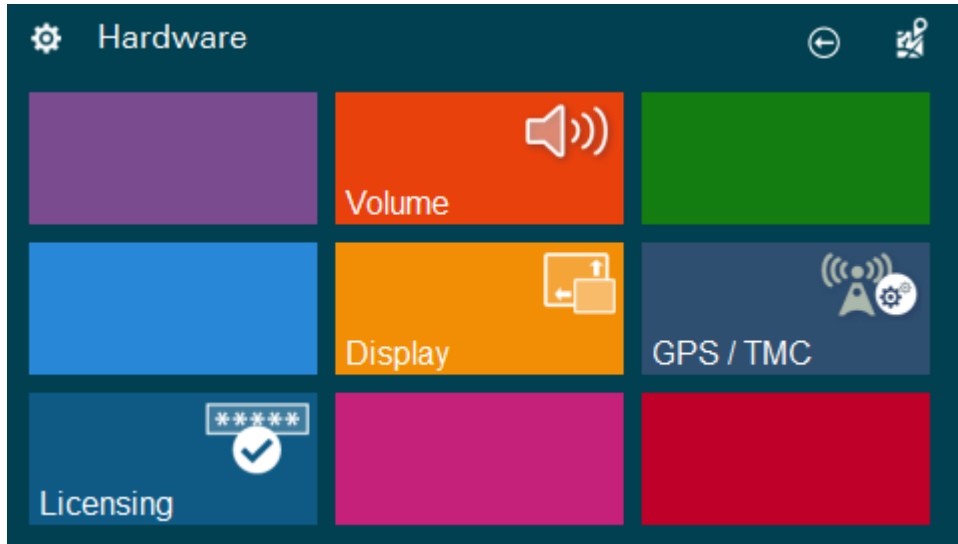 Hardware
Volume
Display
GPS / TMC
*****
Licensing